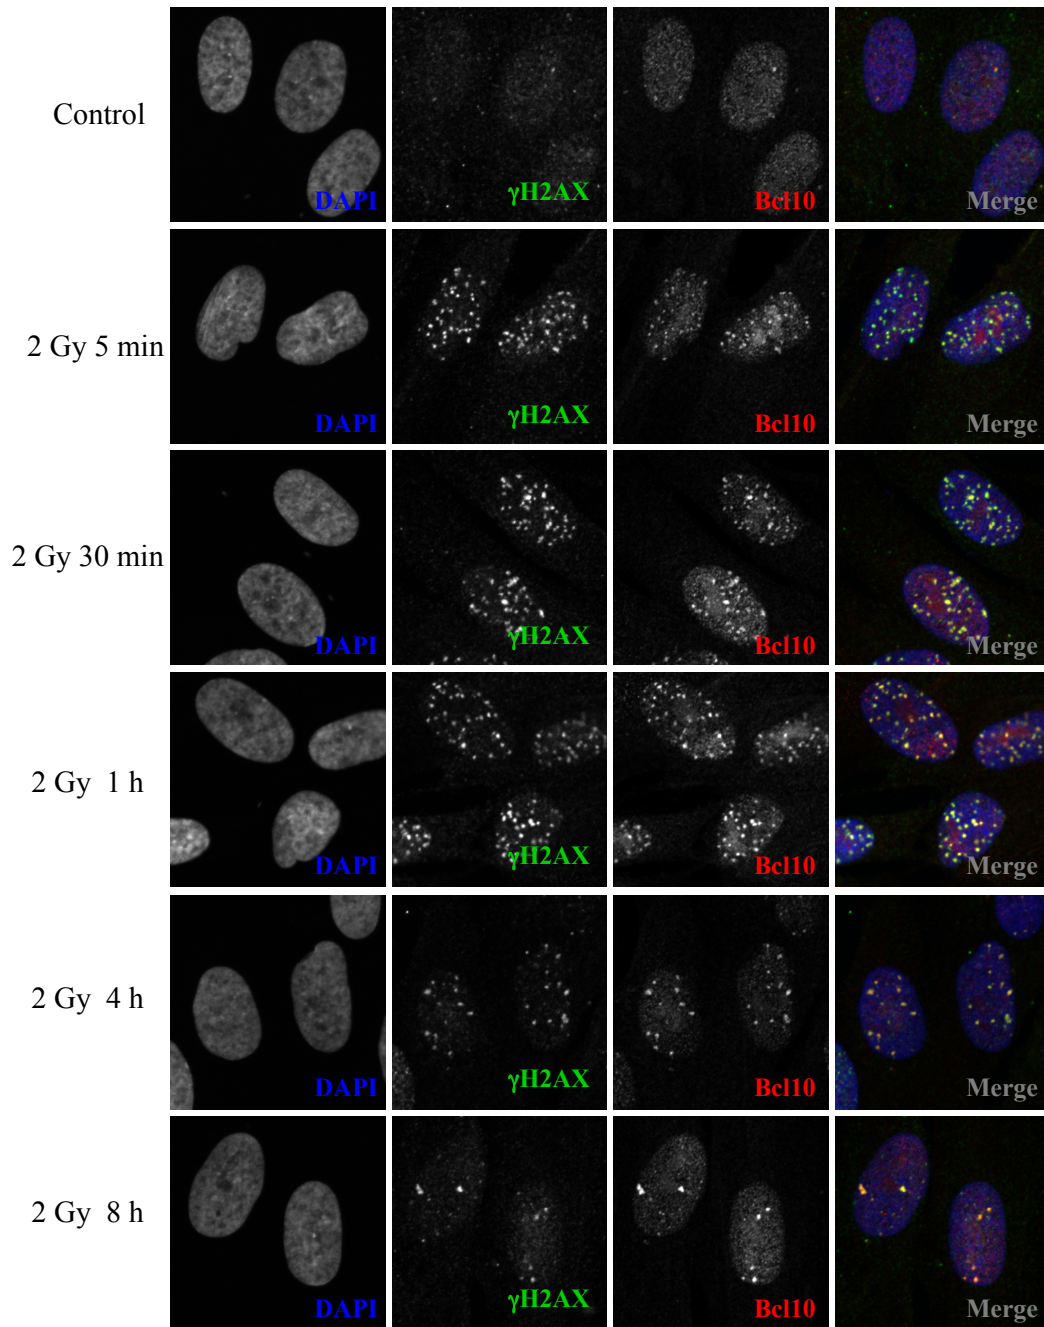 Control
DAPI
γH2AX
Bcl10
Merge
2 Gy 5 min
DAPI
γH2AX
Bcl10
Merge
2 Gy 30 min
DAPI
γH2AX
Bcl10
Merge
2 Gy 1 h
DAPI
γH2AX
Bcl10
Merge
2 Gy 4 h
DAPI
γH2AX
Bcl10
Merge
2 Gy 8 h
DAPI
γH2AX
Bcl10
Merge